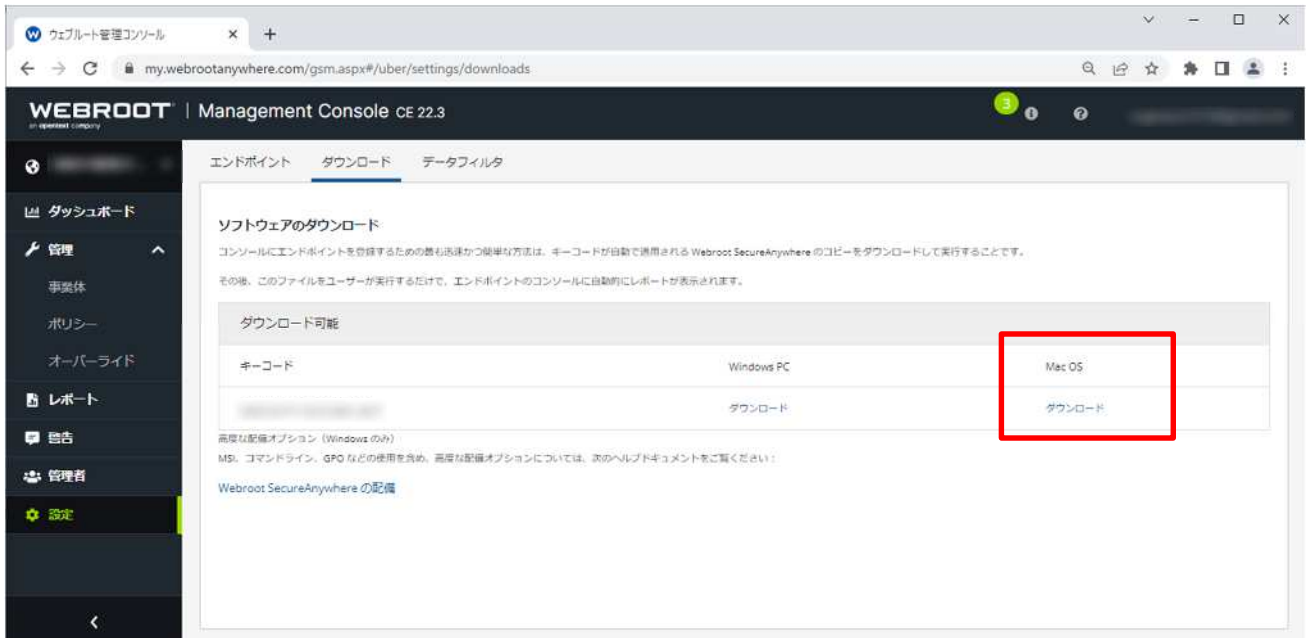 ウェブルート管理コンソール
my.webrootanywhere.com/gsm.aspx#/uber/settings/downloads
WEBROOT | Management Console CE 22.3
an opentext company
3
エンドポイント ダウンロード データフィルタ
ダッシュボード
管理
事業体
ポリシー
オーバーライド
レポート
警告
管理者
設定
ソフトウェアのダウンロード
コンソールにエンドポイントを登録するための最も迅速かつ簡単な方法は、キーコードが自動で適用される Webroot SecureAnywhere のコピーをダウンロードして実行することです。
その後、このファイルをユーザーが実行するだけで、エンドポイントのコンソールに自動的にレポートが表示されます。
ダウンロード可能
キーコード Windows PC Mac OS
ダウンロード ダウンロード
高度な配備オプション（Windows のみ）
MSI、コマンドライン、GPO などの使用を含め、高度な配備オプションについては、次のヘルプドキュメントをご覧ください：
Webroot SecureAnywhere の配備